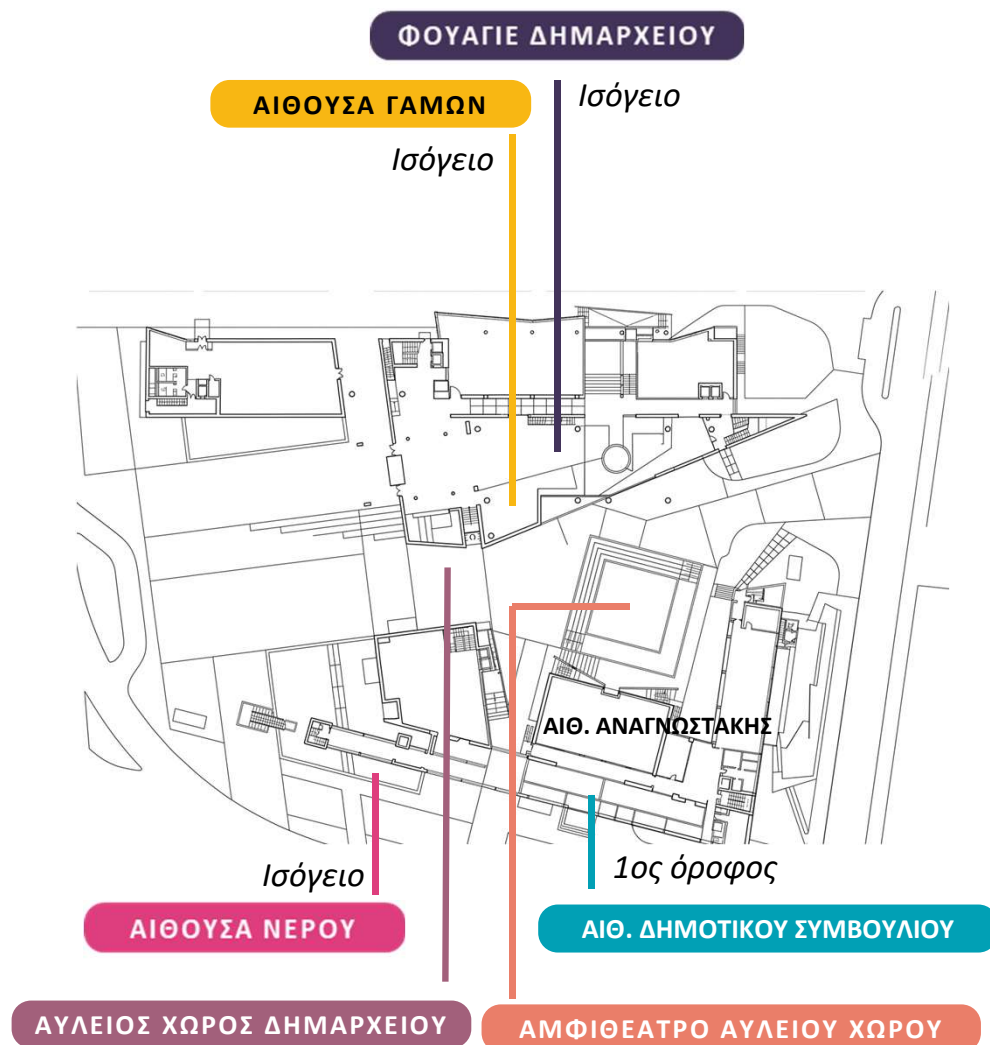 ΦΟΥΑΓΙΕ ΔΗΜΑΡΧΕΙΟΥ
ΑΙΘΟΥΣΑ ΓΑΜΩΝ
Ισόγειο
Ισόγειο
ΑΙΘ. ΑΝΑΓΝΩΣΤΑΚΗΣ
Ισόγειο
1ος όροφος
ΑΙΘΟΥΣΑ ΝΕΡΟΥ
ΑΙΘ. ΔΗΜΟΤΙΚΟΥ ΣΥΜΒΟΥΛΙΟΥ
ΑΥΛΕΙΟΣ ΧΩΡΟΣ ΔΗΜΑΡΧΕΙΟΥ
ΑΜΦΙΘΕΑΤΡΟ ΑΥΛΕΙΟΥ ΧΩΡΟΥ